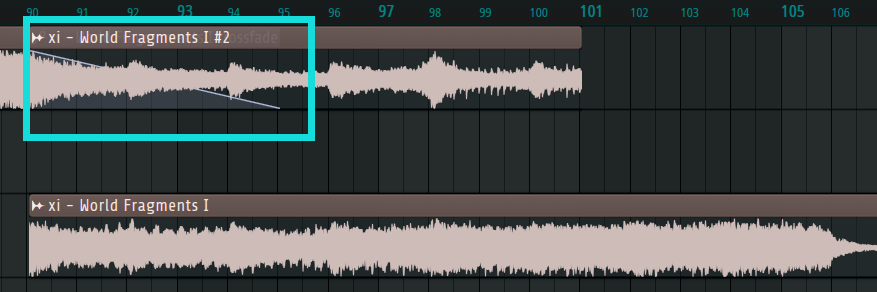 90 91 92 93 94 95 96 97 98 99 100 101 102 103 104 105 106
xi - World Fragments I #2
xi - World Fragments I